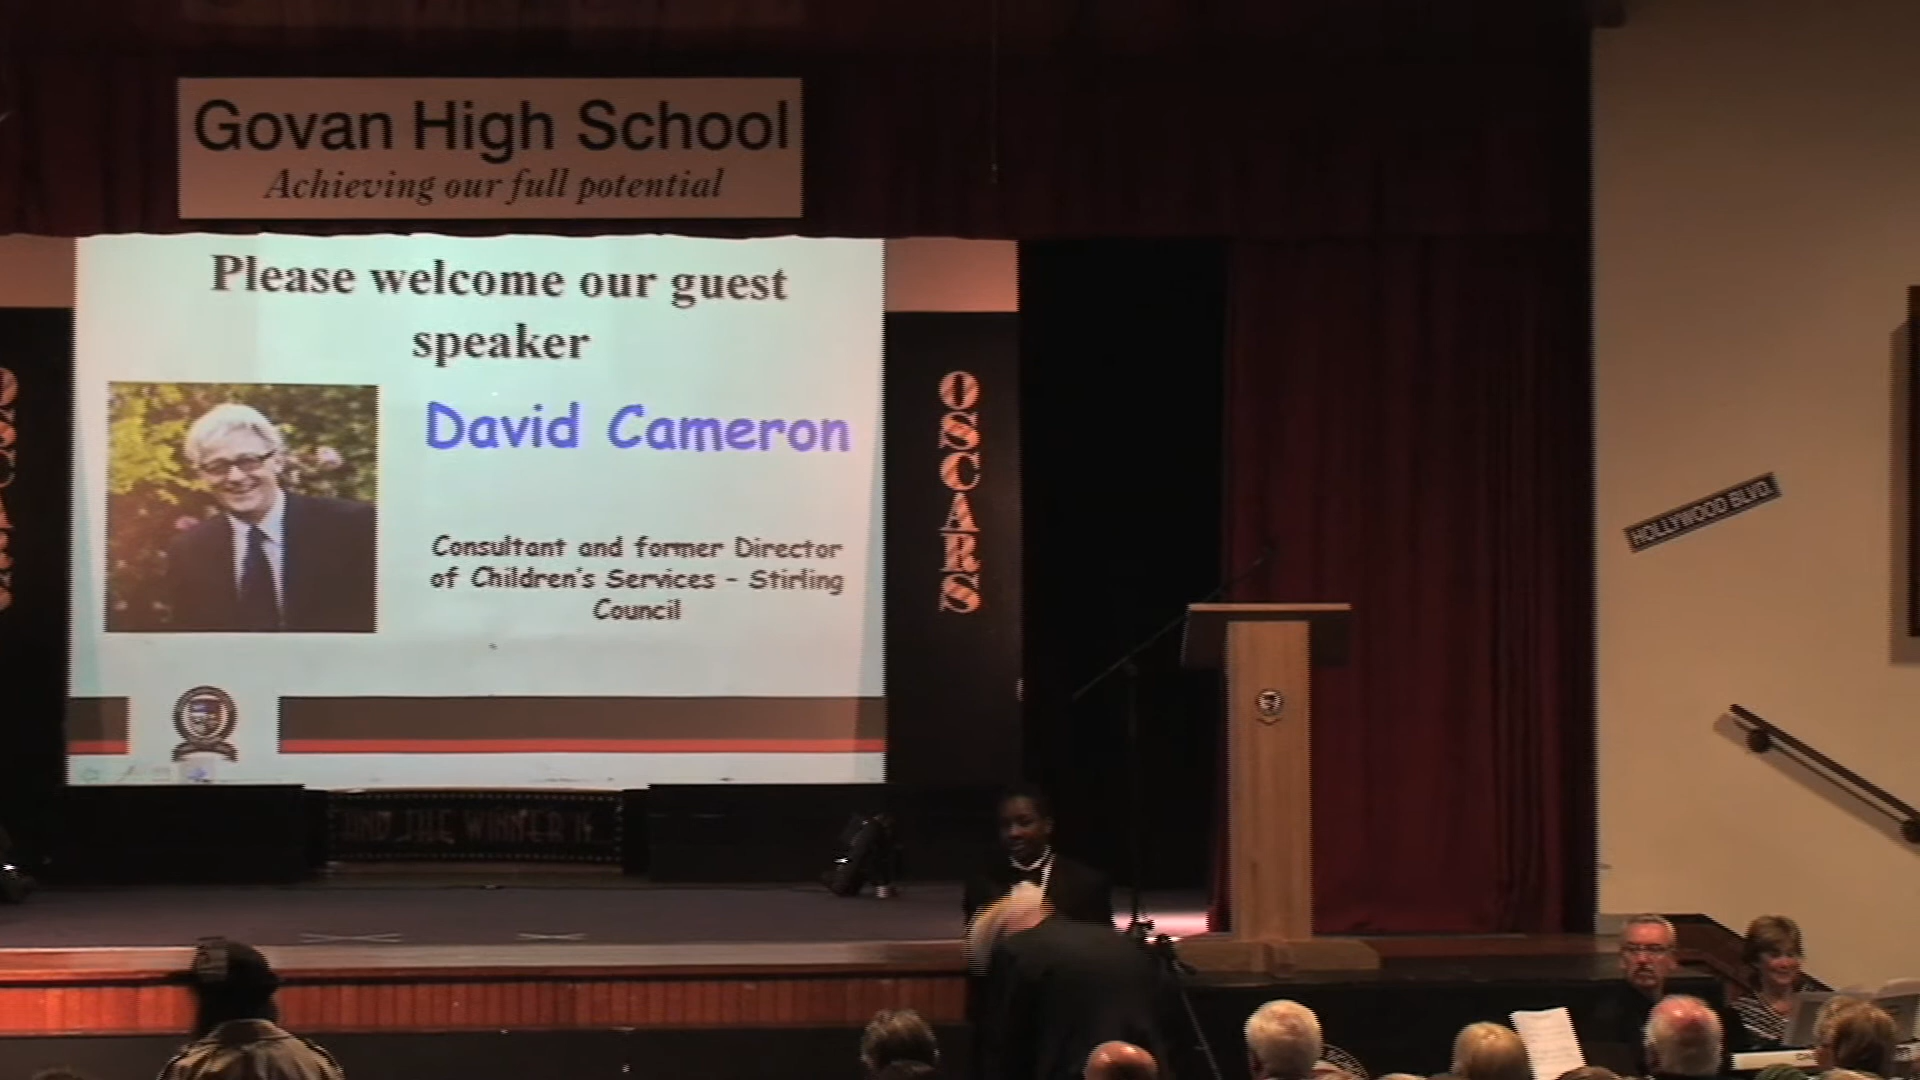 Govan High School
Achieving our full potential
Please welcome our guest
speaker
David Cameron
Consultant and former Director
of Children's Services - Stirling
Council
OSCARS
HOLLYWOOD BLVD.
AND THE WINNER IS